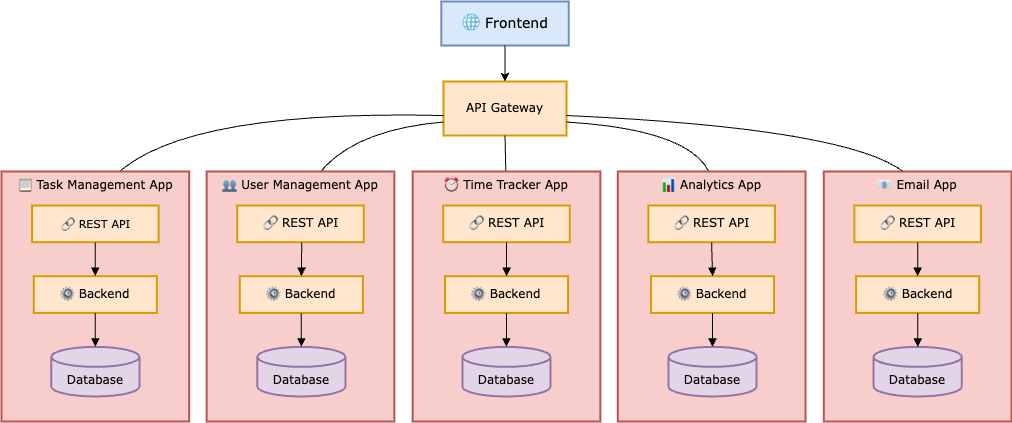 Frontend
API Gateway
Task Management App
User Management App
Time Tracker App
Analytics App
Email App
REST API
REST API
REST API
REST API
REST API
Backend
Backend
Backend
Backend
Backend
Database
Database
Database
Database
Database